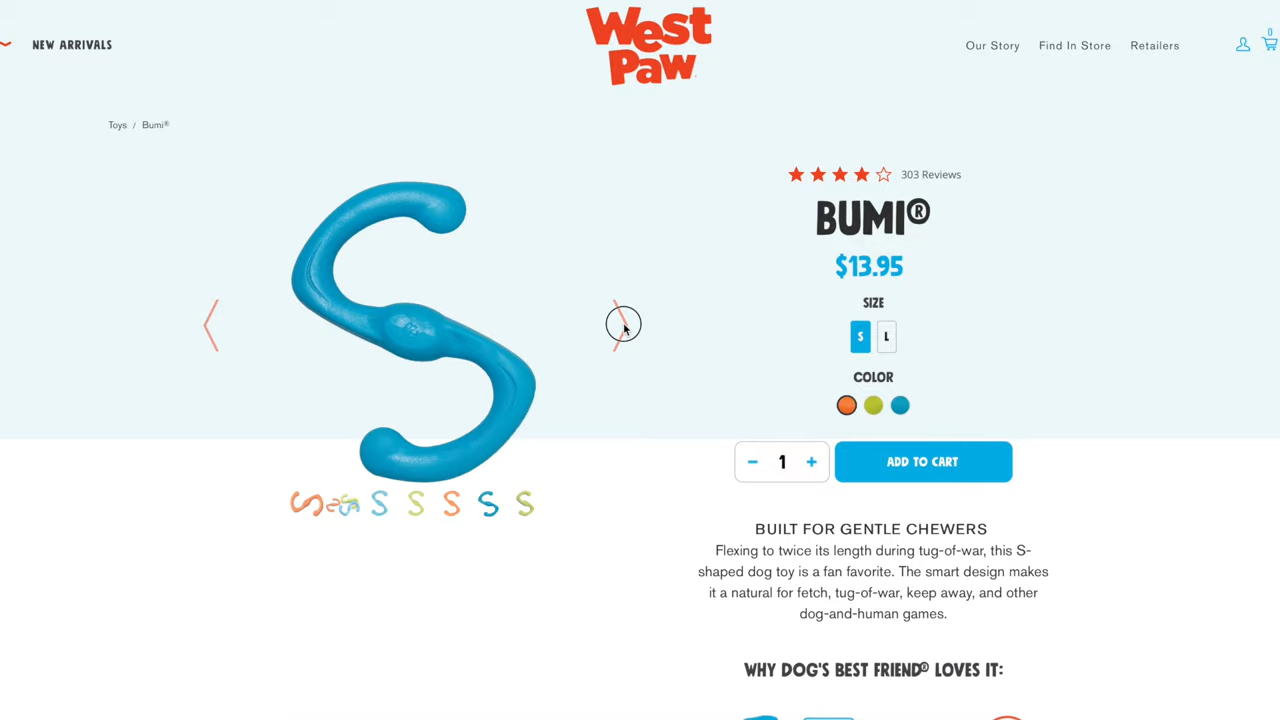 NEW ARRIVALS
West Paw
Our Story
Find In Store
Retailers
0
Toys / Bumi®
303 Reviews
BUMI®
$13.95
SIZE
S L
COLOR
− 1 +
ADD TO CART
BUILT FOR GENTLE CHEWERS
Flexing to twice its length during tug-of-war, this S-
shaped dog toy is a fan favorite. The smart design makes
it a natural for fetch, tug-of-war, keep away, and other
dog-and-human games.
WHY DOG'S BEST FRIEND® LOVES IT: